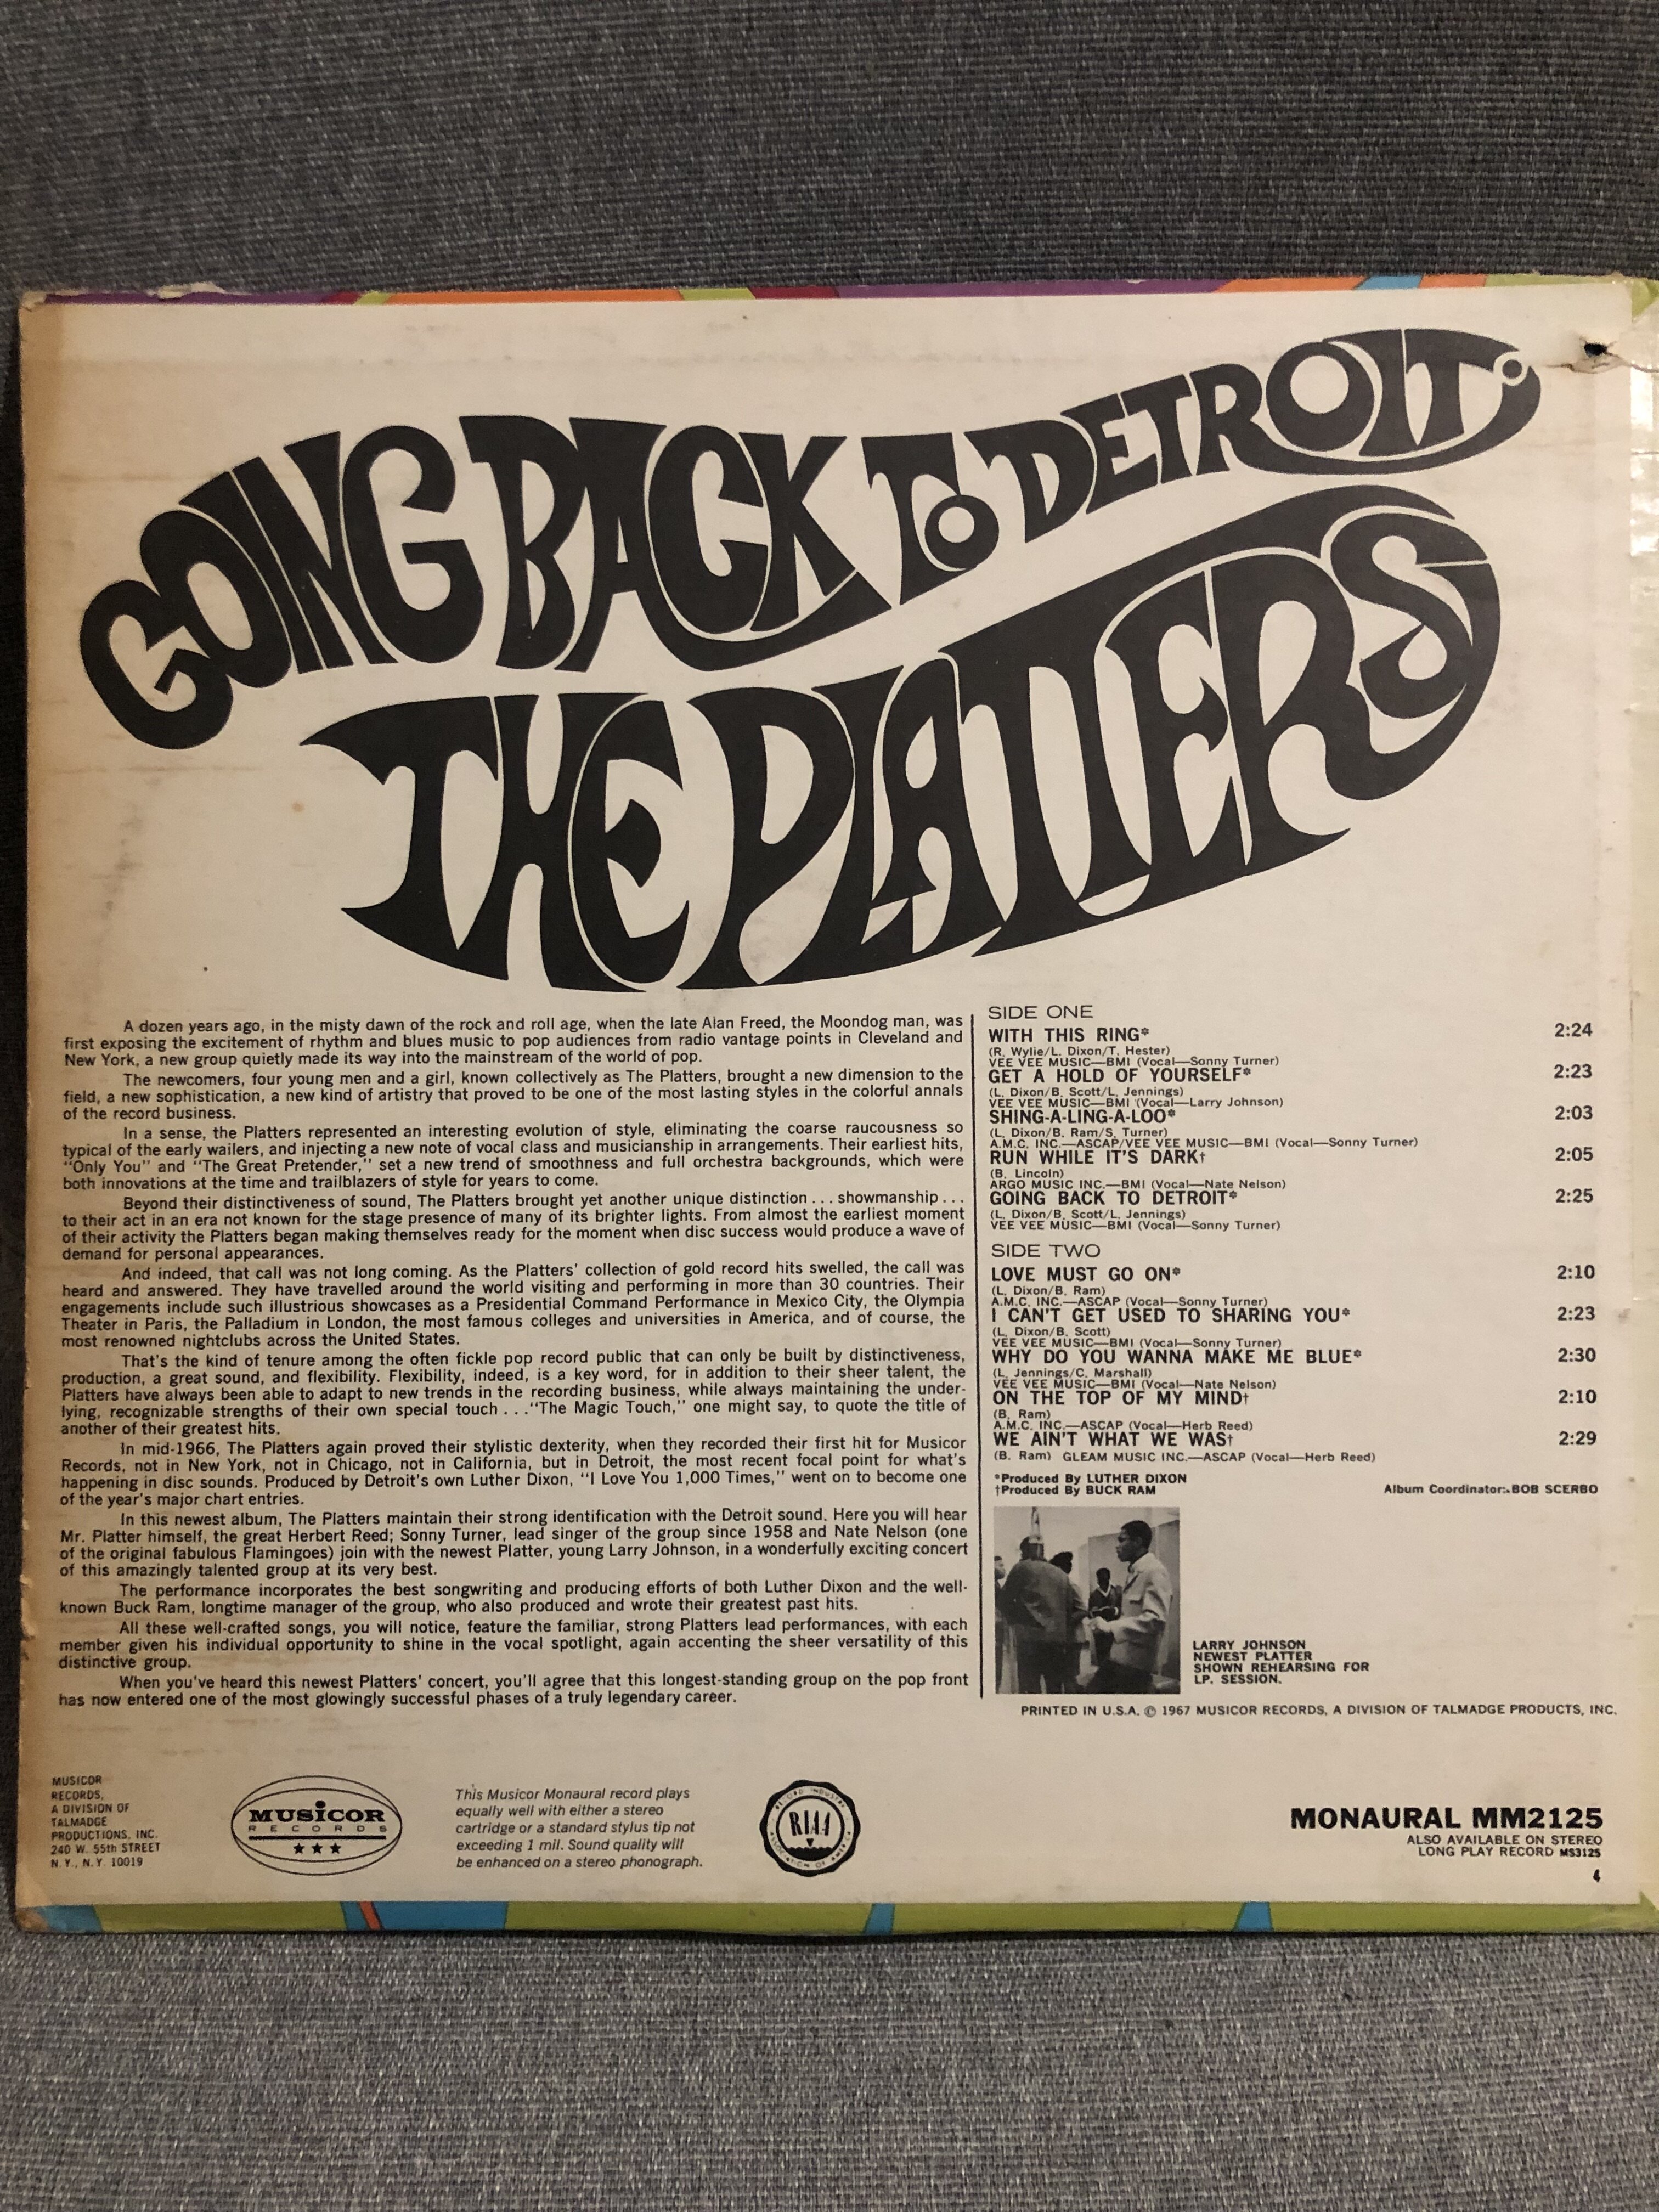 GOING BACK TO DETROIT
THE PLATTERS
A dozen years ago, in the misty dawn of the rock and roll age, when the late Alan Freed, the Moondog man, was
first exposing the excitement of rhythm and blues music to pop audiences from radio vantage points in Cleveland and
New York, a new group quietly made its way into the mainstream of the world of pop.
The newcomers, four young men and a girl, known collectively as The Platters, brought a new dimension to the
field, a new sophistication, a new kind of artistry that proved to be one of the most lasting styles in the colorful annals
of the record business.
In a sense, the Platters represented an interesting evolution of style, eliminating the coarse raucousness so
typical of the early wailers, and injecting a new note of vocal class and musicianship in arrangements. Their earliest hits,
"Only You" and "The Great Pretender," set a new trend of smoothness and full orchestra backgrounds, which were
both innovations at the time and trailblazers of style for years to come.
Beyond their distinctiveness of sound, The Platters brought yet another unique distinction . . . showmanship . . .
to their act in an era not known for the stage presence of many of its brighter lights. From almost the earliest moment
of their activity the Platters began making themselves ready for the moment when disc success would produce a wave of
demand for personal appearances.
And indeed, that call was not long coming. As the Platters' collection of gold record hits swelled, the call was
heard and answered. They have travelled around the world visiting and performing in more than 30 countries. Their
engagements include such illustrious showcases as a Presidential Command Performance in Mexico City, the Olympia
Theater in Paris, the Palladium in London, the most famous colleges and universities in America, and of course, the
most renowned nightclubs across the United States.
That's the kind of tenure among the often fickle pop record public that can only be built by distinctiveness,
production, a great sound, and flexibility. Flexibility, indeed, is a key word, for in addition to their sheer talent, the
Platters have always been able to adapt to new trends in the recording business, while always maintaining the under-
lying, recognizable strengths of their own special touch . . ."The Magic Touch," one might say, to quote the title of
another of their greatest hits.
In mid-1966, The Platters again proved their stylistic dexterity, when they recorded their first hit for Musicor
Records, not in New York, not in Chicago, not in California, but in Detroit, the most recent focal point for what's
happening in disc sounds. Produced by Detroit's own Luther Dixon, "I Love You 1,000 Times," went on to become one
of the year's major chart entries.
In this newest album, The Platters maintain their strong identification with the Detroit sound. Here you will hear
Mr. Platter himself, the great Herbert Reed; Sonny Turner, lead singer of the group since 1958 and Nate Nelson (one
of the original fabulous Flamingoes) join with the newest Platter, young Larry Johnson, in a wonderfully exciting concert
of this amazingly talented group at its very best.
The performance incorporates the best songwriting and producing efforts of both Luther Dixon and the well-
known Buck Ram, longtime manager of the group, who also produced and wrote their greatest past hits.
All these well-crafted songs, you will notice, feature the familiar, strong Platters lead performances, with each
member given his individual opportunity to shine in the vocal spotlight, again accenting the sheer versatility of this
distinctive group.
When you've heard this newest Platters' concert, you'll agree that this longest-standing group on the pop front
has now entered one of the most glowingly successful phases of a truly legendary career.
SIDE ONE
WITH THIS RING* 2:24
(R. Wylie/L. Dixon/T. Hester)
VEE VEE MUSIC—BMI (Vocal—Sonny Turner)
GET A HOLD OF YOURSELF* 2:23
(L. Dixon/B. Scott/L. Jennings)
VEE VEE MUSIC—BMI (Vocal—Larry Johnson)
SHING-A-LING-A-LOO* 2:03
(L. Dixon/B. Ram/S. Turner)
A.M.C. INC.—ASCAP/VEE VEE MUSIC—BMI (Vocal—Sonny Turner)
RUN WHILE IT'S DARK† 2:05
(B. Lincoln)
ARGO MUSIC INC.—BMI (Vocal—Nate Nelson)
GOING BACK TO DETROIT* 2:25
(L. Dixon/B. Scott/L. Jennings)
VEE VEE MUSIC—BMI (Vocal—Sonny Turner)
SIDE TWO
LOVE MUST GO ON* 2:10
(L. Dixon/B. Ram)
A.M.C. INC.—ASCAP (Vocal—Sonny Turner)
I CAN'T GET USED TO SHARING YOU* 2:23
(L. Dixon/B. Scott)
VEE VEE MUSIC—BMI (Vocal—Sonny Turner)
WHY DO YOU WANNA MAKE ME BLUE* 2:30
(L. Jennings/C. Marshall)
VEE VEE MUSIC—BMI (Vocal—Nate Nelson)
ON THE TOP OF MY MIND† 2:10
(B. Ram)
A.M.C. INC.—ASCAP (Vocal—Herb Reed)
WE AIN'T WHAT WE WAS† 2:29
(B. Ram) GLEAM MUSIC INC.—ASCAP (Vocal—Herb Reed)
*Produced By LUTHER DIXON
†Produced By BUCK RAM Album Coordinator: BOB SCERBO
LARRY JOHNSON
NEWEST PLATTER
SHOWN REHEARSING FOR
LP. SESSION.
PRINTED IN U.S.A. © 1967 MUSICOR RECORDS, A DIVISION OF TALMADGE PRODUCTS, INC.
MUSICOR
RECORDS,
A DIVISION OF
TALMADGE
PRODUCTIONS, INC.
240 W. 55th STREET
N.Y., N.Y. 10019
MUSICOR
RECORDS
This Musicor Monaural record plays
equally well with either a stereo
cartridge or a standard stylus tip not
exceeding 1 mil. Sound quality will
be enhanced on a stereo phonograph.
RECORD INDUSTRY
RIAA
ASSOCIATION OF AMERICA
MONAURAL MM2125
ALSO AVAILABLE ON STEREO
LONG PLAY RECORD MS3125
4